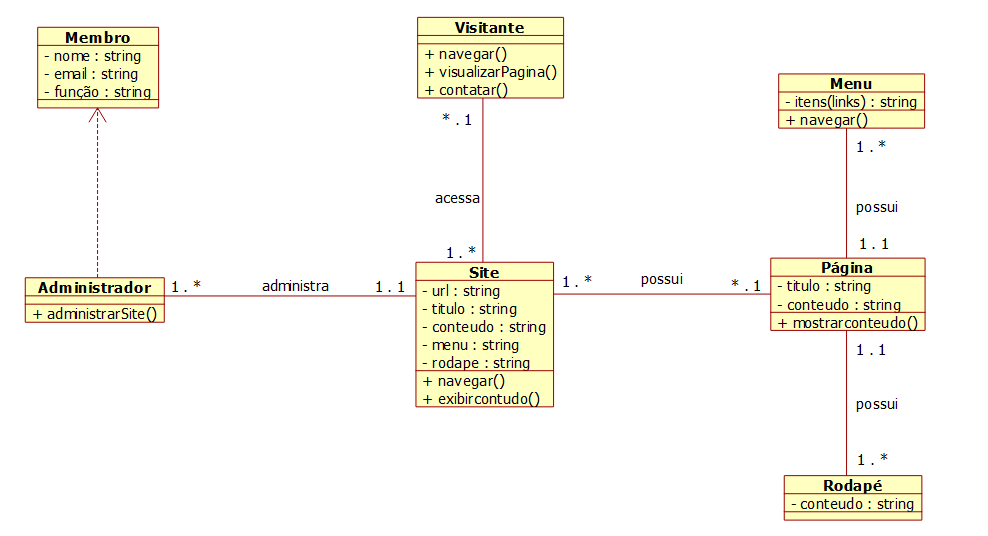 Membro
- nome : string
- email : string
- função : string
Visitante
+ navegar()
+ visualizarPagina()
+ contatar()
Menu
- itens(links) : string
+ navegar()
* . 1
acessa
1 . *
1 . *
possui
1 . 1
Administrador
+ administrarSite()
1 . *
administra
1 . 1
Site
- url : string
- titulo : string
- conteudo : string
- menu : string
- rodape : string
+ navegar()
+ exibircontudo()
1 . *
possui
* . 1
Página
- titulo : string
- conteudo : string
+ mostrarconteudo()
1 . 1
possui
1 . *
Rodapé
- conteudo : string